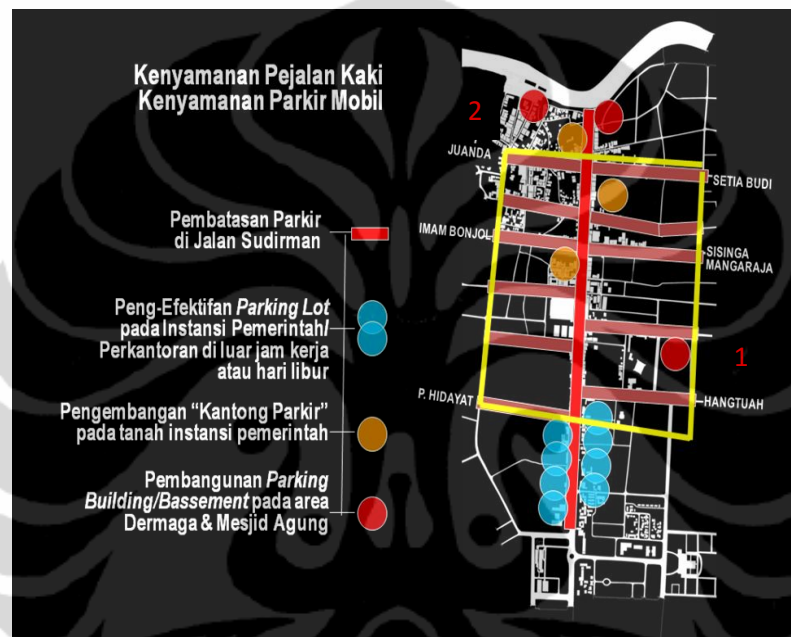 Kenyamanan Pejalan Kaki
Kenyamanan Parkir Mobil
Pembatasan Parkir
di Jalan Sudirman
Peng-Efektifan Parking Lot
pada Instansi Pemerintah/
Perkantoran di luar jam kerja
atau hari libur
Pengembangan “Kantong Parkir”
pada tanah instansi pemerintah
Pembangunan Parking
Building/Bassement pada area
Dermaga & Mesjid Agung
2
JUANDA
SETIA BUDI
IMAM BONJOL
SISINGA
MANGARAJA
1
P. HIDAYAT
HANGTUAH